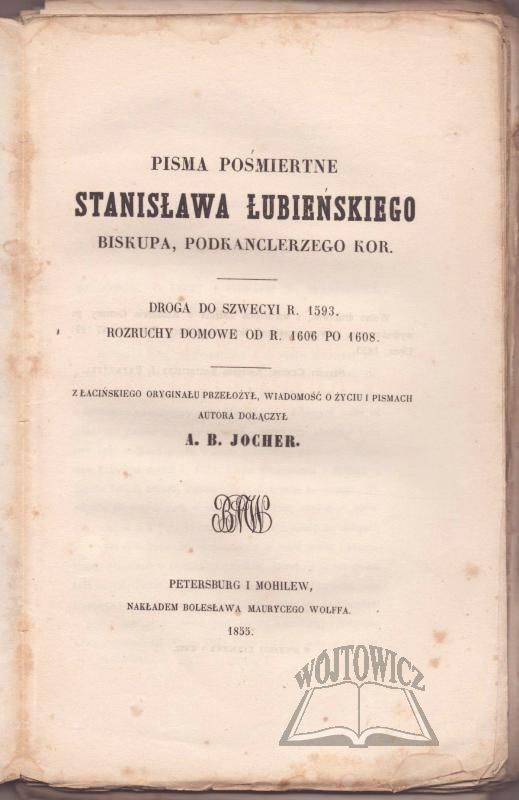 PISMA POŚMIERTNE
STANISŁAWA ŁUBIEŃSKIEGO
BISKUPA, PODKANCLERZEGO KOR.
DROGA DO SZWECYI R. 1593.
ROZRUCHY DOMOWE OD R. 1606 PO 1608.
Z ŁACIŃSKIEGO ORYGINAŁU PRZEŁOŻYŁ, WIADOMOŚĆ O ŻYCIU I PISMACH
AUTORA DOŁĄCZYŁ
A. B. JOCHER.
PETERSBURG I MOHILEW,
NAKŁADEM BOLESŁAWA MAURYCEGO WOLFFA.
1855.
WÓJTOWICZ